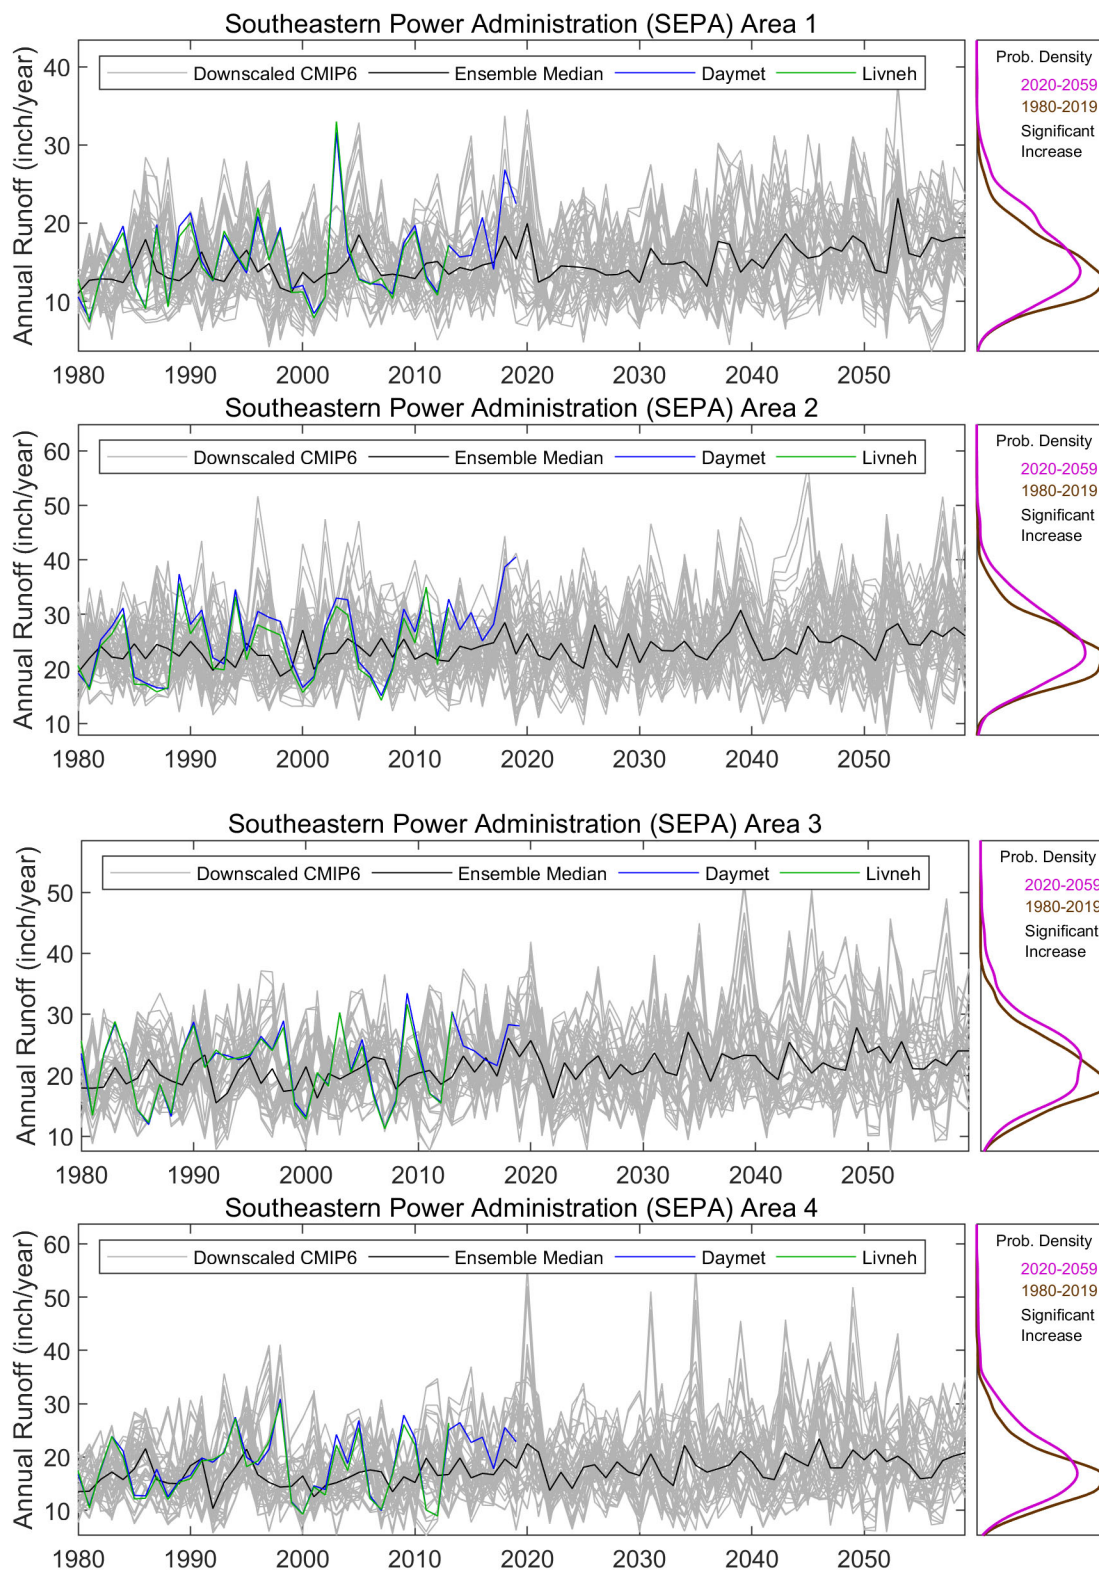 Southeastern Power Administration (SEPA) Area 1
Annual Runoff (inch/year)
40
30
20
10
Downscaled CMIP6 Ensemble Median Daymet Livneh
1980 1990 2000 2010 2020 2030 2040 2050
Prob. Density
2020-2059
1980-2019
Significant
Increase
Southeastern Power Administration (SEPA) Area 2
Annual Runoff (inch/year)
60
50
40
30
20
10
Downscaled CMIP6 Ensemble Median Daymet Livneh
1980 1990 2000 2010 2020 2030 2040 2050
Prob. Density
2020-2059
1980-2019
Significant
Increase
Southeastern Power Administration (SEPA) Area 3
Annual Runoff (inch/year)
50
40
30
20
10
Downscaled CMIP6 Ensemble Median Daymet Livneh
1980 1990 2000 2010 2020 2030 2040 2050
Prob. Density
2020-2059
1980-2019
Significant
Increase
Southeastern Power Administration (SEPA) Area 4
Annual Runoff (inch/year)
60
50
40
30
20
10
Downscaled CMIP6 Ensemble Median Daymet Livneh
1980 1990 2000 2010 2020 2030 2040 2050
Prob. Density
2020-2059
1980-2019
Significant
Increase